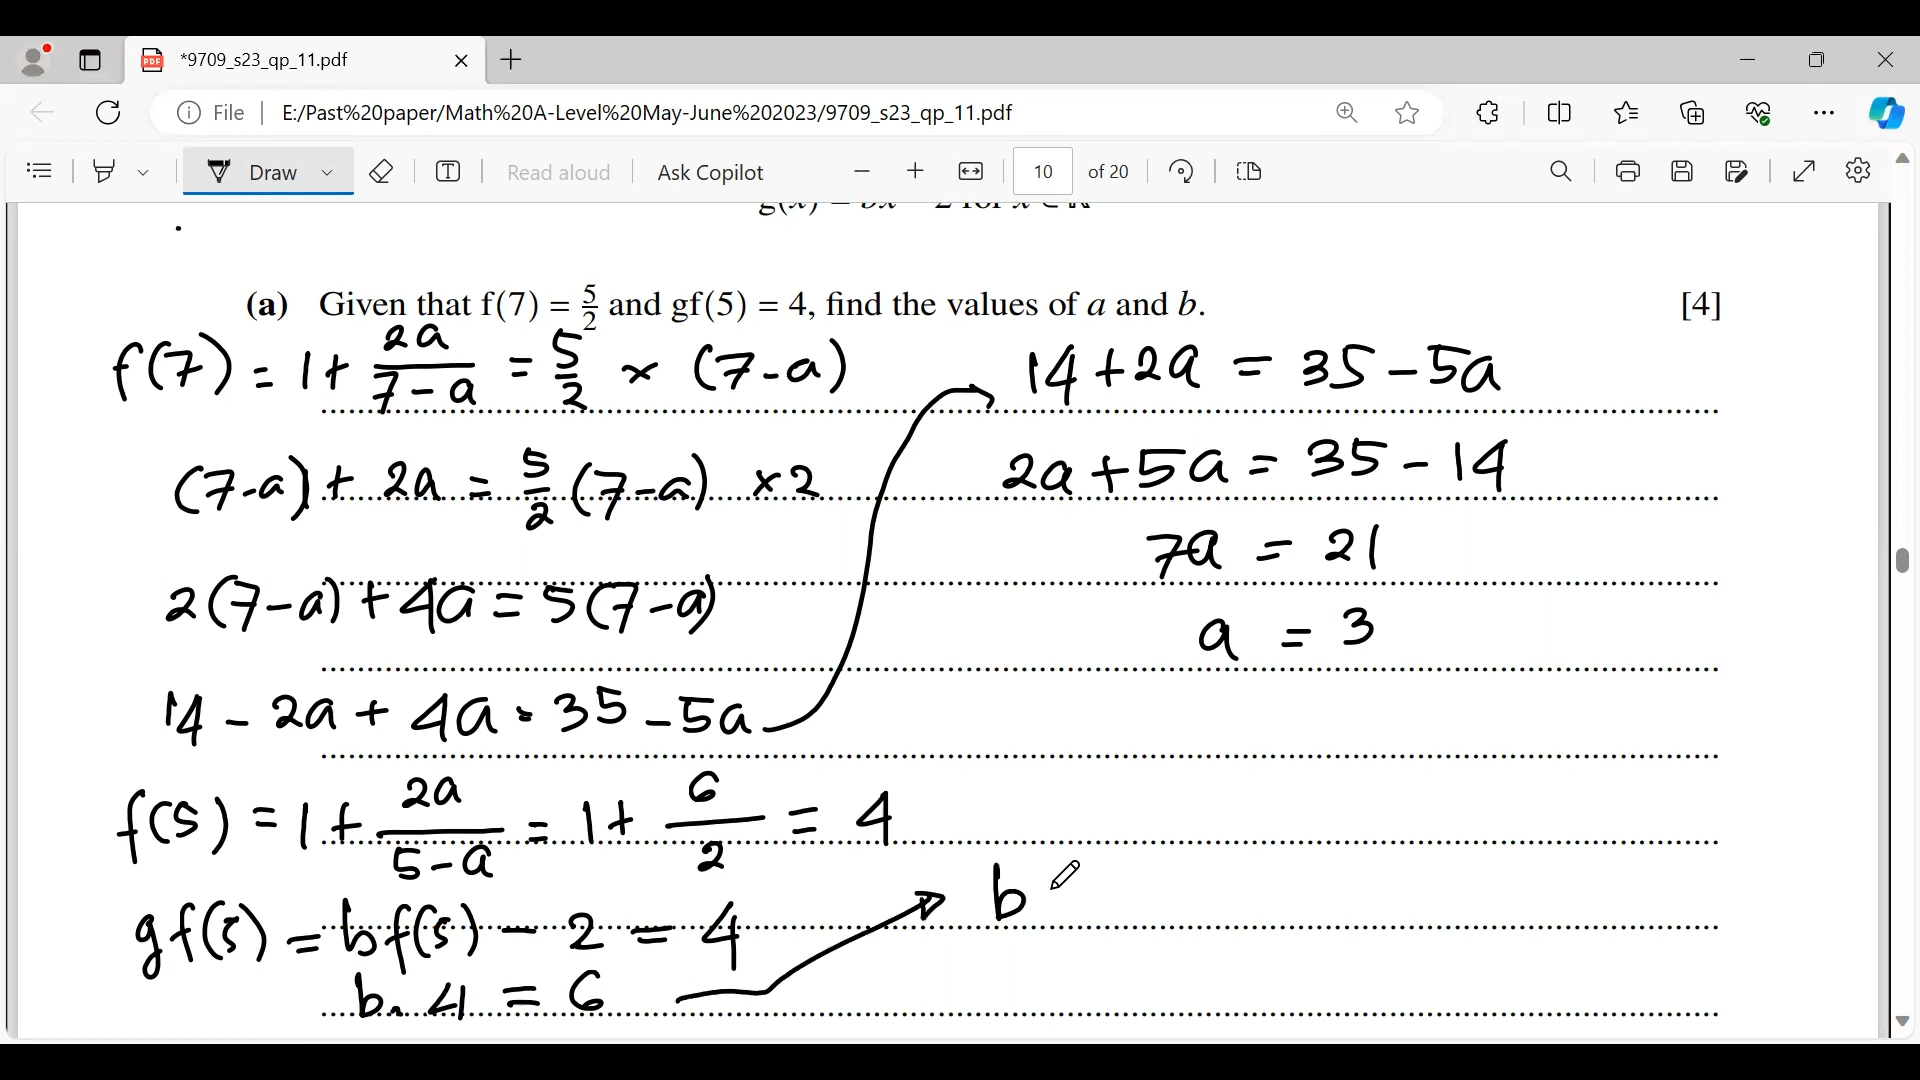 *9709_s23_qp_11.pdf
File
E:/Past%20paper/Math%20A-Level%20May-June%202023/9709_s23_qp_11.pdf
Draw
Read aloud
Ask Copilot
10 of 20
(a) Given that f(7) = 5/2 and gf(5) = 4, find the values of a and b. [4]
f(7) = 1 + 2a/(7-a) = 5/2 × (7-a)
(7-a) + 2a = 5/2 (7-a) ×2
2(7-a) + 4a = 5(7-a)
14 - 2a + 4a = 35 - 5a
14 + 2a = 35 - 5a
2a + 5a = 35 - 14
7a = 21
a = 3
f(5) = 1 + 2a/(5-a) = 1 + 6/2 = 4
gf(5) = bf(5) - 2 = 4
b. 4 = 6
b